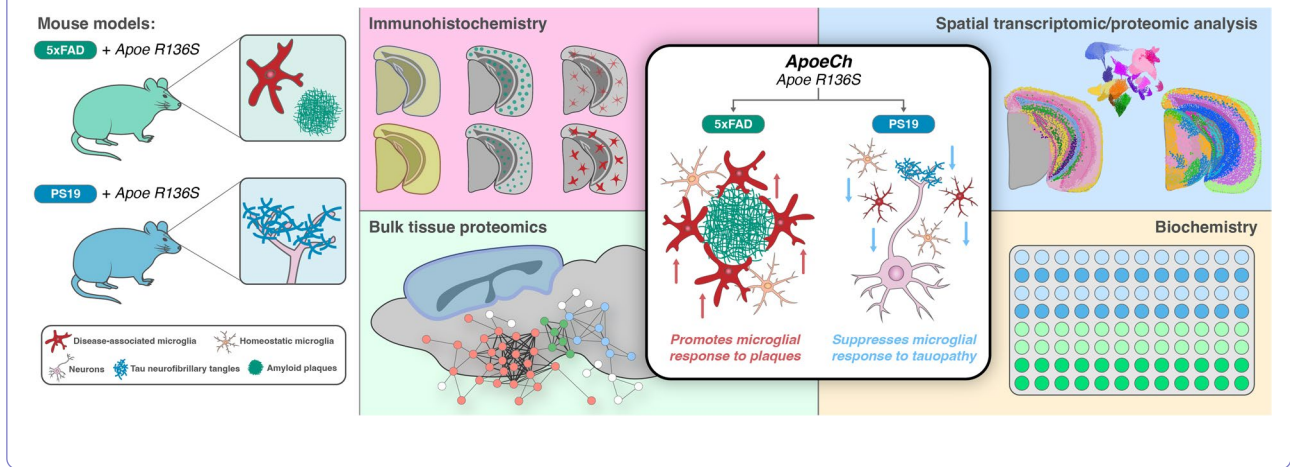 Mouse models:
5xFAD + Apoe R136S
PS19 + Apoe R136S
Disease-associated microglia
Homeostatic microglia
Neurons
Tau neurofibrillary tangles
Amyloid plaques
Immunohistochemistry
Bulk tissue proteomics
ApoeCh
Apoe R136S
5xFAD
PS19
Promotes microglial
response to plaques
Suppresses microglial
response to tauopathy
Spatial transcriptomic/proteomic analysis
Biochemistry